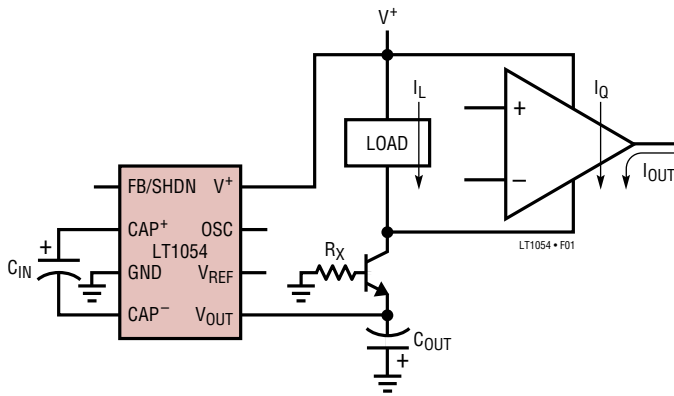 V+
IL
IQ
+
LOAD
−
IOUT
FB/SHDN V+
CAP+ OSC
LT1054
GND VREF
CAP− VOUT
+
CIN
RX
LT1054 • F01
COUT
+